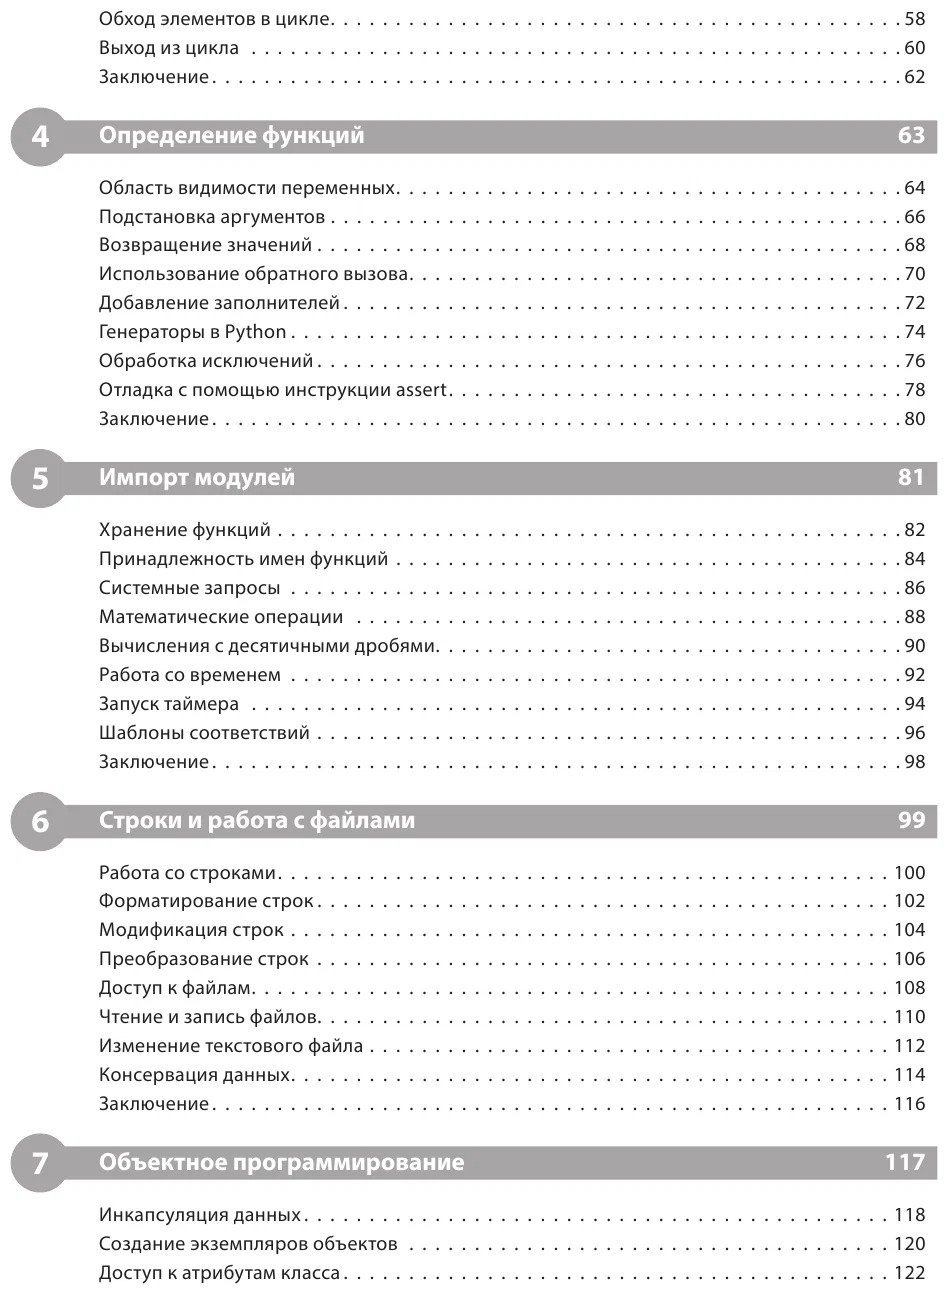 Обход элементов в цикле. . . . . . . . . . . . . . . . . . . . . . . . . . . . . . . . . . . . . . . . . . . . 58
Выход из цикла . . . . . . . . . . . . . . . . . . . . . . . . . . . . . . . . . . . . . . . . . . . . . . . . . . 60
Заключение. . . . . . . . . . . . . . . . . . . . . . . . . . . . . . . . . . . . . . . . . . . . . . . . . . . . . 62
4 Определение функций 63
Область видимости переменных. . . . . . . . . . . . . . . . . . . . . . . . . . . . . . . . . . . . . . . 64
Подстановка аргументов . . . . . . . . . . . . . . . . . . . . . . . . . . . . . . . . . . . . . . . . . . . . 66
Возвращение значений . . . . . . . . . . . . . . . . . . . . . . . . . . . . . . . . . . . . . . . . . . . . . 68
Использование обратного вызова. . . . . . . . . . . . . . . . . . . . . . . . . . . . . . . . . . . . . . 70
Добавление заполнителей . . . . . . . . . . . . . . . . . . . . . . . . . . . . . . . . . . . . . . . . . . . 72
Генераторы в Python . . . . . . . . . . . . . . . . . . . . . . . . . . . . . . . . . . . . . . . . . . . . . . . 74
Обработка исключений . . . . . . . . . . . . . . . . . . . . . . . . . . . . . . . . . . . . . . . . . . . . . 76
Отладка с помощью инструкции assert. . . . . . . . . . . . . . . . . . . . . . . . . . . . . . . . . . . 78
Заключение. . . . . . . . . . . . . . . . . . . . . . . . . . . . . . . . . . . . . . . . . . . . . . . . . . . . . 80
5 Импорт модулей 81
Хранение функций . . . . . . . . . . . . . . . . . . . . . . . . . . . . . . . . . . . . . . . . . . . . . . . . 82
Принадлежность имен функций . . . . . . . . . . . . . . . . . . . . . . . . . . . . . . . . . . . . . . . 84
Системные запросы . . . . . . . . . . . . . . . . . . . . . . . . . . . . . . . . . . . . . . . . . . . . . . . 86
Математические операции . . . . . . . . . . . . . . . . . . . . . . . . . . . . . . . . . . . . . . . . . . 88
Вычисления с десятичными дробями. . . . . . . . . . . . . . . . . . . . . . . . . . . . . . . . . . . . 90
Работа со временем . . . . . . . . . . . . . . . . . . . . . . . . . . . . . . . . . . . . . . . . . . . . . . . 92
Запуск таймера . . . . . . . . . . . . . . . . . . . . . . . . . . . . . . . . . . . . . . . . . . . . . . . . . . 94
Шаблоны соответствий . . . . . . . . . . . . . . . . . . . . . . . . . . . . . . . . . . . . . . . . . . . . . 96
Заключение. . . . . . . . . . . . . . . . . . . . . . . . . . . . . . . . . . . . . . . . . . . . . . . . . . . . . 98
6 Строки и работа с файлами 99
Работа со строками. . . . . . . . . . . . . . . . . . . . . . . . . . . . . . . . . . . . . . . . . . . . . . . 100
Форматирование строк . . . . . . . . . . . . . . . . . . . . . . . . . . . . . . . . . . . . . . . . . . . . 102
Модификация строк . . . . . . . . . . . . . . . . . . . . . . . . . . . . . . . . . . . . . . . . . . . . . . 104
Преобразование строк . . . . . . . . . . . . . . . . . . . . . . . . . . . . . . . . . . . . . . . . . . . . 106
Доступ к файлам. . . . . . . . . . . . . . . . . . . . . . . . . . . . . . . . . . . . . . . . . . . . . . . . . 108
Чтение и запись файлов. . . . . . . . . . . . . . . . . . . . . . . . . . . . . . . . . . . . . . . . . . . . 110
Изменение текстового файла . . . . . . . . . . . . . . . . . . . . . . . . . . . . . . . . . . . . . . . . 112
Консервация данных. . . . . . . . . . . . . . . . . . . . . . . . . . . . . . . . . . . . . . . . . . . . . . 114
Заключение. . . . . . . . . . . . . . . . . . . . . . . . . . . . . . . . . . . . . . . . . . . . . . . . . . . . 116
7 Объектное программирование 117
Инкапсуляция данных . . . . . . . . . . . . . . . . . . . . . . . . . . . . . . . . . . . . . . . . . . . . . 118
Создание экземпляров объектов . . . . . . . . . . . . . . . . . . . . . . . . . . . . . . . . . . . . . 120
Доступ к атрибутам класса . . . . . . . . . . . . . . . . . . . . . . . . . . . . . . . . . . . . . . . . . . 122